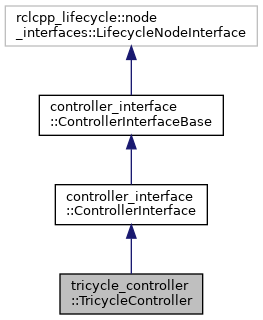 rclcpp_lifecycle::node
_interfaces::LifecycleNodeInterface
controller_interface
::ControllerInterfaceBase
controller_interface
::ControllerInterface
tricycle_controller
::TricycleController